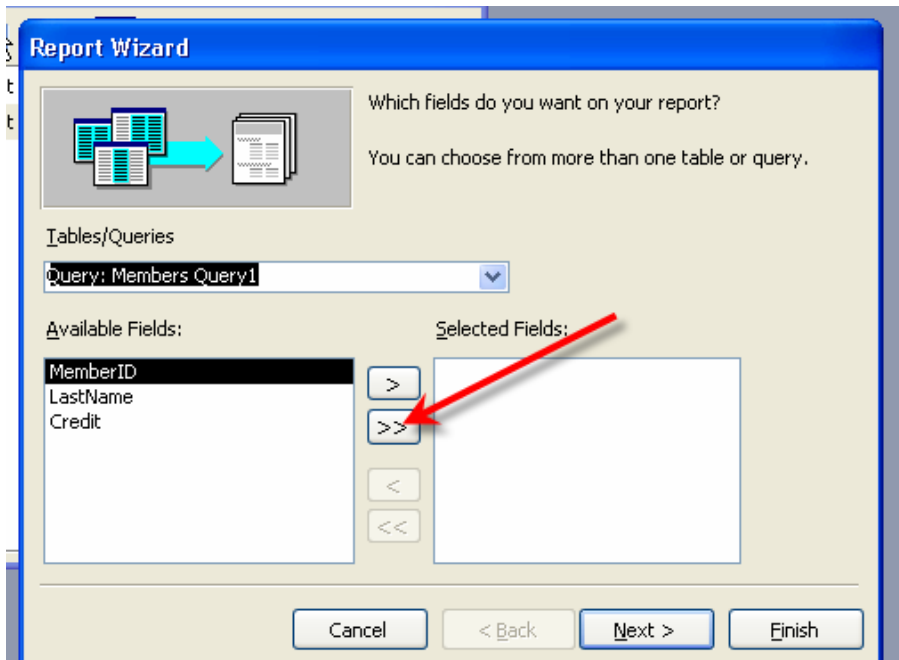 t
t
Report Wizard
Which fields do you want on your report?
You can choose from more than one table or query.
Tables/Queries
Query: Members Query1
Available Fields:
Selected Fields:
MemberID
LastName
Credit
>
>>
<
<<
Cancel
< Back
Next >
Finish